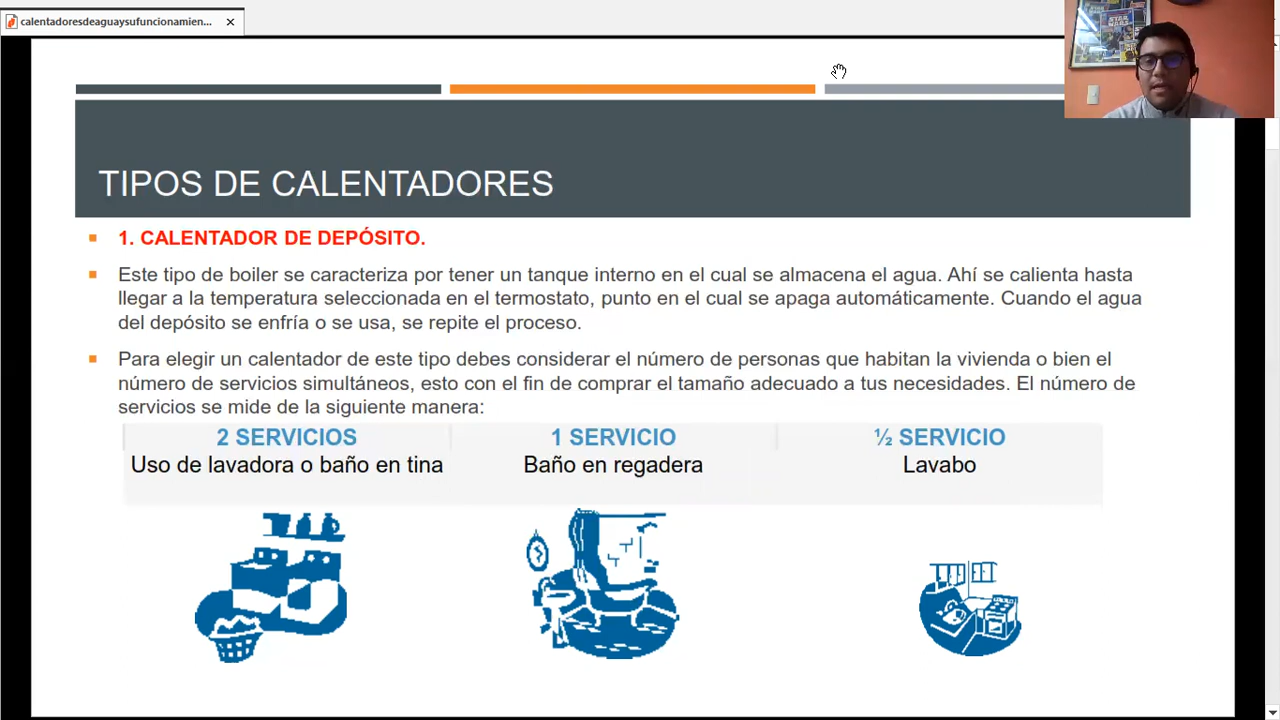 calentadoresdeaguaysufuncionamien...
STAR
WARS
TIPOS DE CALENTADORES
1. CALENTADOR DE DEPÓSITO.
Este tipo de boiler se caracteriza por tener un tanque interno en el cual se almacena el agua. Ahí se calienta hasta
llegar a la temperatura seleccionada en el termostato, punto en el cual se apaga automáticamente. Cuando el agua
del depósito se enfría o se usa, se repite el proceso.
Para elegir un calentador de este tipo debes considerar el número de personas que habitan la vivienda o bien el
número de servicios simultáneos, esto con el fin de comprar el tamaño adecuado a tus necesidades. El número de
servicios se mide de la siguiente manera:
2 SERVICIOS
Uso de lavadora o baño en tina
1 SERVICIO
Baño en regadera
½ SERVICIO
Lavabo